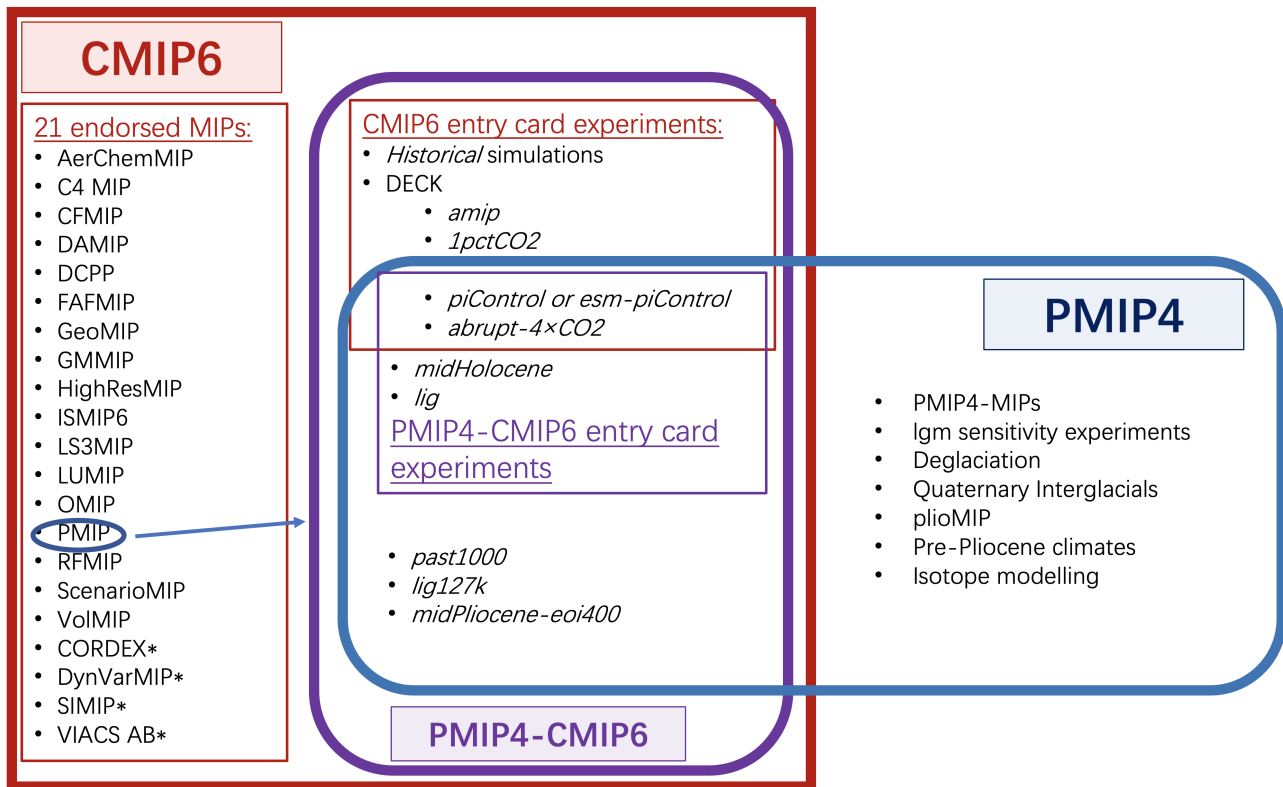 CMIP6
21 endorsed MIPs:
• AerChemMIP
• C4 MIP
• CFMIP
• DAMIP
• DCPP
• FAFMIP
• GeoMIP
• GMMIP
• HighResMIP
• ISMIP6
• LS3MIP
• LUMIP
• OMIP
• PMIP
• RFMIP
• ScenarioMIP
• VolMIP
• CORDEX*
• DynVarMIP*
• SIMIP*
• VIACS AB*
CMIP6 entry card experiments:
• Historical simulations
• DECK
• amip
• 1pctCO2
• piControl or esm-piControl
• abrupt-4×CO2
• midHolocene
• lig
PMIP4-CMIP6 entry card
experiments
• past1000
• lig127k
• midPliocene-eoi400
PMIP4-CMIP6
PMIP4
• PMIP4-MIPs
• lgm sensitivity experiments
• Deglaciation
• Quaternary Interglacials
• plioMIP
• Pre-Pliocene climates
• Isotope modelling